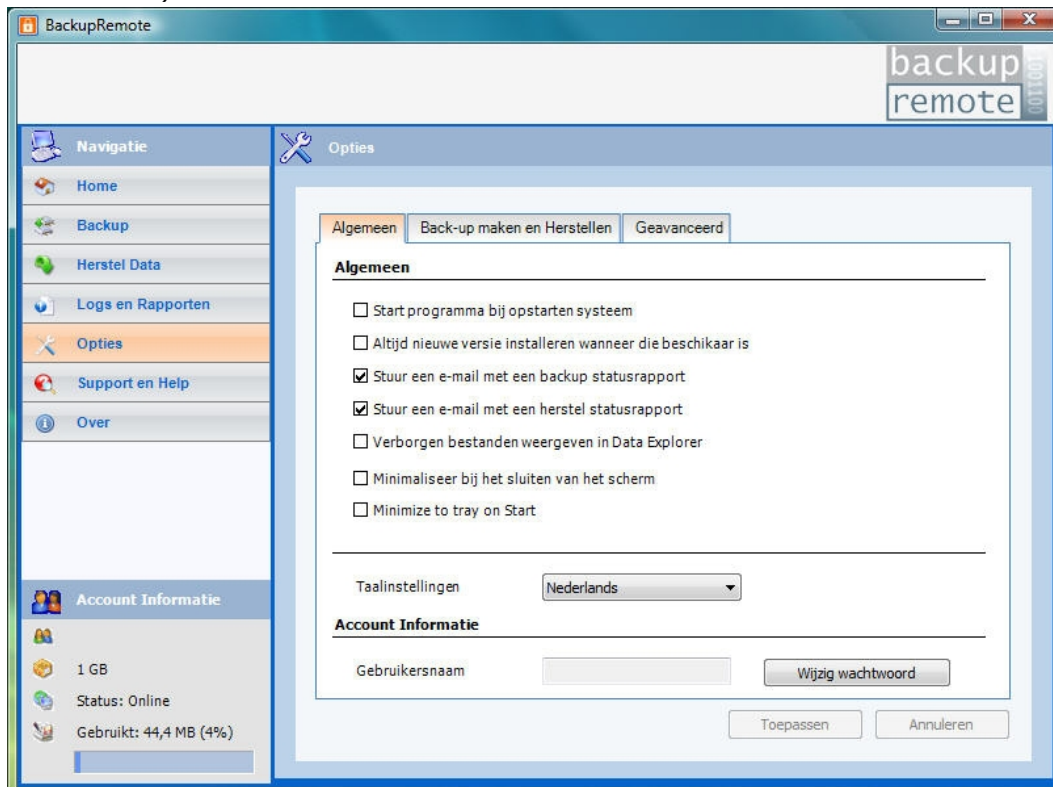 BackupRemote
backup
remote
1001100
Navigatie
Home
Backup
Herstel Data
Logs en Rapporten
Opties
Support en Help
Over
Account Informatie
1 GB
Status: Online
Gebruikt: 44,4 MB (4%)
Opties
Algemeen
Back-up maken en Herstellen
Geavanceerd
Algemeen
Start programma bij opstarten systeem
Altijd nieuwe versie installeren wanneer die beschikaar is
Stuur een e-mail met een backup statusrapport
Stuur een e-mail met een herstel statusrapport
Verborgen bestanden weergeven in Data Explorer
Minimaliseer bij het sluiten van het scherm
Minimize to tray on Start
Taalinstellingen
Nederlands
Account Informatie
Gebruikersnaam
Wijzig wachtwoord
Toepassen
Annuleren